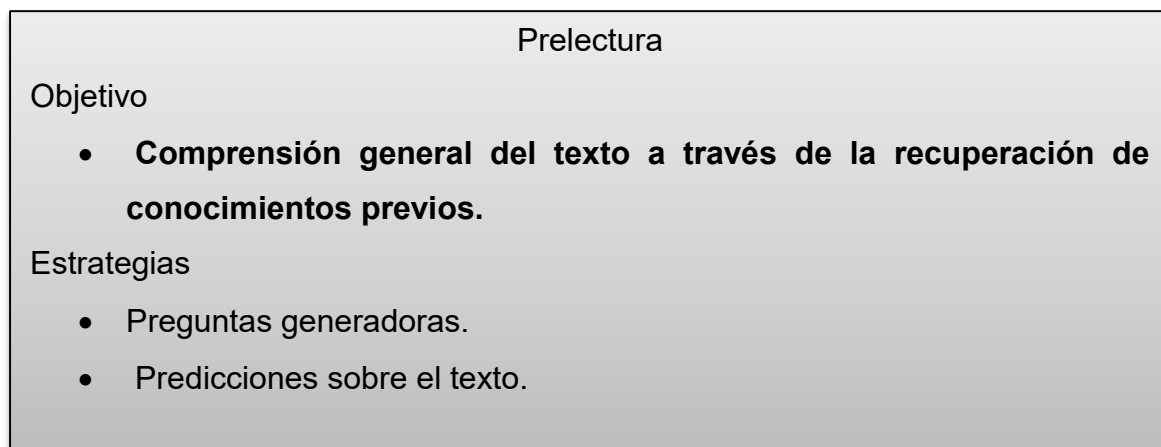 Prelectura
Objetivo
• Comprensión general del texto a través de la recuperación de
conocimientos previos.
Estrategias
• Preguntas generadoras.
• Predicciones sobre el texto.